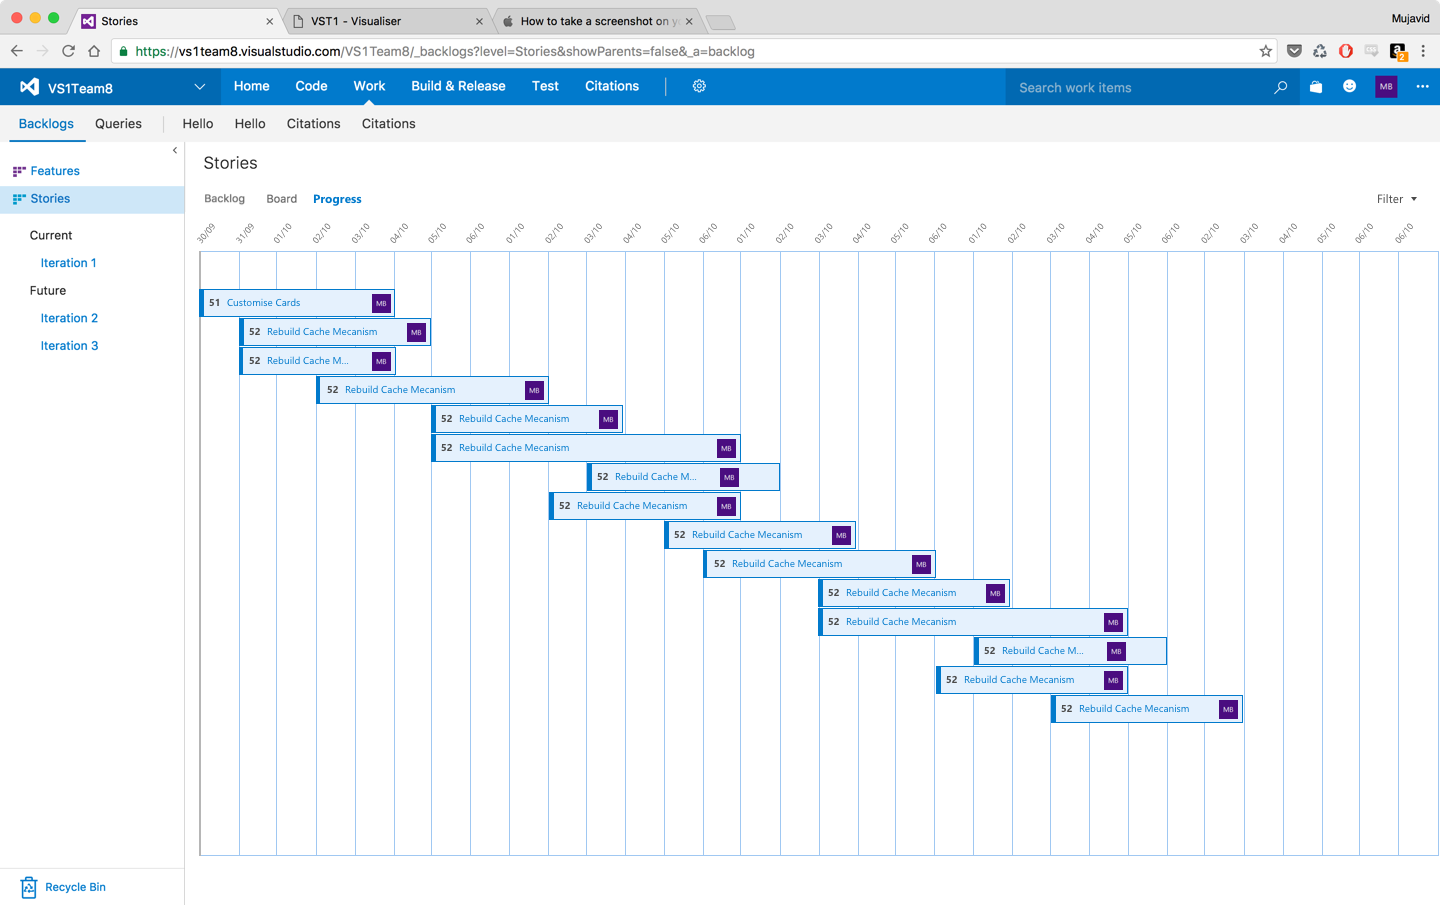 Stories
VST1 - Visualiser
How to take a screenshot on yo
Mujavid
https://vs1team8.visualstudio.com/VS1Team8/_backlogs?level=Stories&showParents=false&_a=backlog
a
2
VS1Team8
Home Code Work Build & Release Test Citations
Search work items
MB
Backlogs Queries Hello Hello Citations Citations
Features
Stories
Current
Iteration 1
Future
Iteration 2
Iteration 3
Recycle Bin
Stories
Backlog Board Progress
Filter
30/09 31/09 01/10 02/10 03/10 04/10 05/10 06/10 01/10 02/10 03/10 04/10 05/10 06/10 01/10 02/10 03/10 04/10 05/10 06/10 01/10 02/10 03/10 04/10 05/10 06/10 02/10 03/10 04/10 05/10 06/10 06/10
51 Customise Cards MB
52 Rebuild Cache Mecanism MB
52 Rebuild Cache M... MB
52 Rebuild Cache Mecanism MB
52 Rebuild Cache Mecanism MB
52 Rebuild Cache Mecanism MB
52 Rebuild Cache M... MB
52 Rebuild Cache Mecanism MB
52 Rebuild Cache Mecanism MB
52 Rebuild Cache Mecanism MB
52 Rebuild Cache Mecanism MB
52 Rebuild Cache Mecanism MB
52 Rebuild Cache M... MB
52 Rebuild Cache Mecanism MB
52 Rebuild Cache Mecanism MB